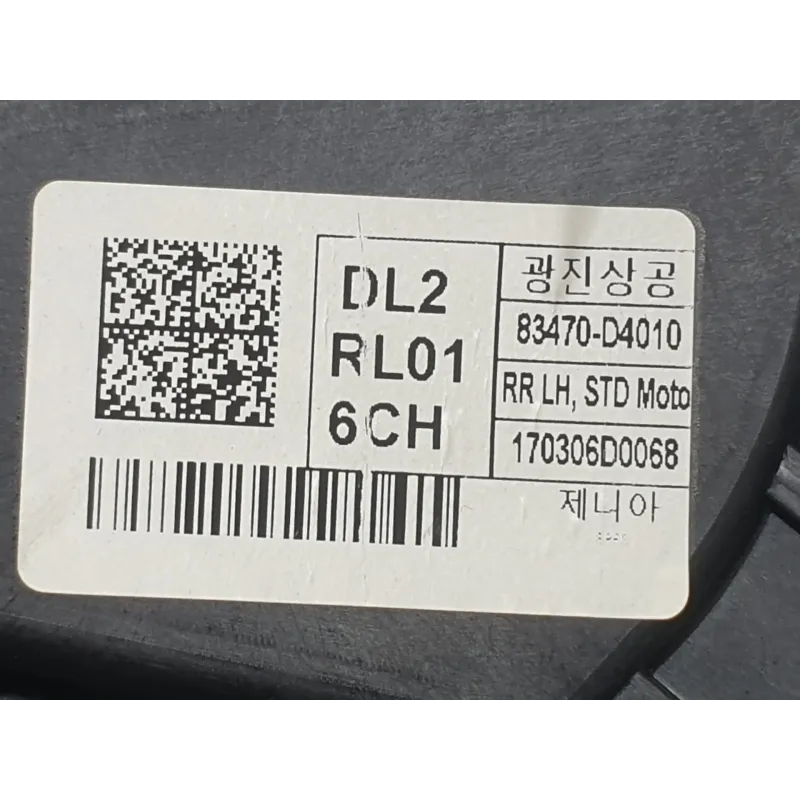 DL2
RL01
6CH
광진상공
83470-D4010
RR LH, STD Moto
170306D0068
제니아